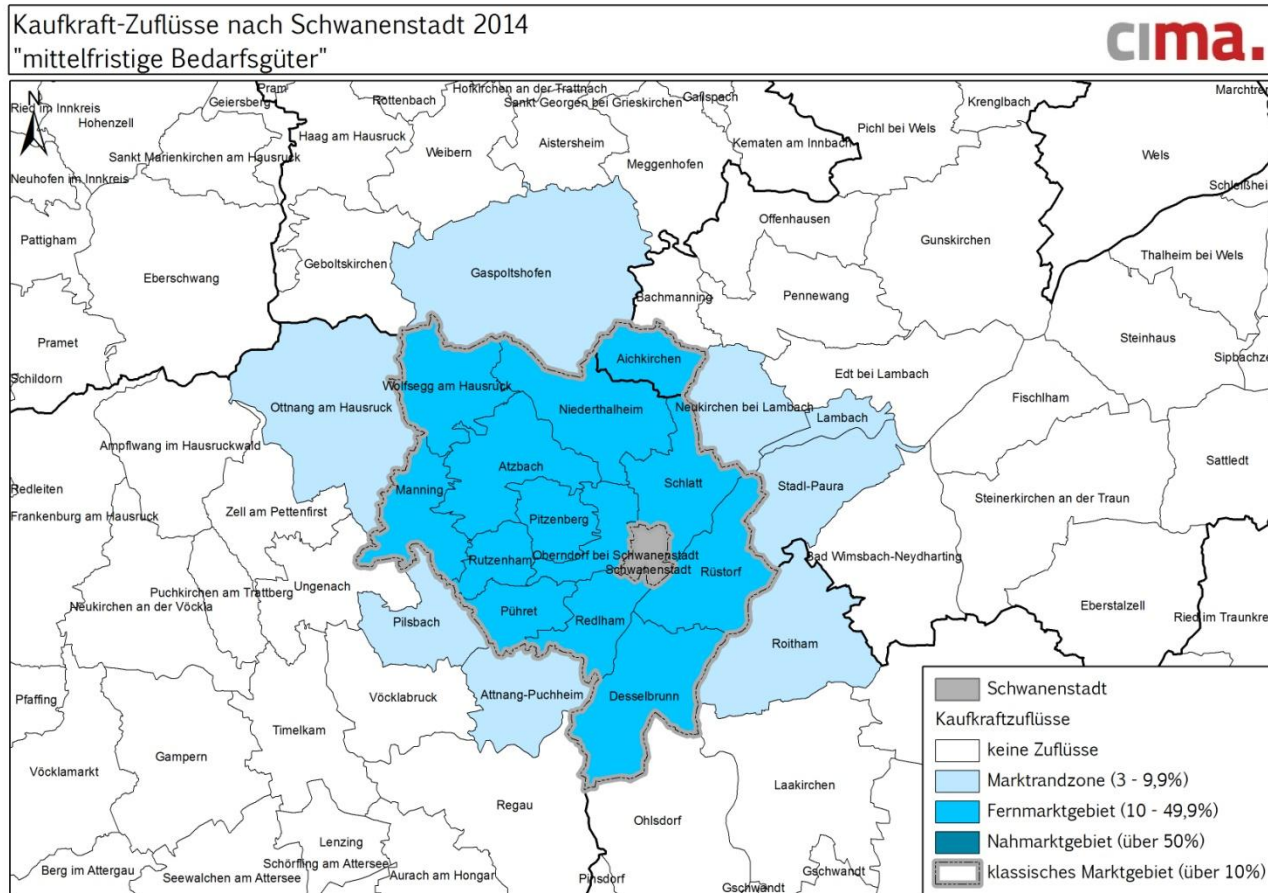 Kaufkraft-Zuflüsse nach Schwanenstadt 2014
"mittelfristige Bedarfsgüter"
cima.
N
Ried im Innkreis
Hohenzell
Geiersberg
Pram
Rottenbach
Hofkirchen an der Trattnach
Sankt Georgen bei Grieskirchen
Gallspach
Krenglbach
Marchtren
Haag am Hausruck
Weibern
Aistersheim
Meggenhofen
Kematen am Innbach
Pichl bei Wels
Wels
Sankt Marienkirchen am Hausruck
Neuhofen im Innkreis
Schleißhei
Pattigham
Eberschwang
Geboltskirchen
Gaspoltshofen
Offenhausen
Gunskirchen
Thalheim bei Wels
Bachmanning
Pennewang
Pramet
Steinhaus
Schildorn
Aichkirchen
Edt bei Lambach
Sipbachze
Wolfsegg am Hausruck
Fischlham
Ottnang am Hausruck
Niederthalheim
Neukirchen bei Lambach
Lambach
Ampflwang im Hausruckwald
Atzbach
Schlatt
Stadl-Paura
Sattledt
Redleiten
Manning
Steinerkirchen an der Traun
Frankenburg am Hausruck
Zell am Pettenfirst
Pitzenberg
Rutzenham
Oberndorf bei Schwanenstadt
Bad Wimsbach-Neydharting
Schwanenstadt
Rüstorf
Puchkirchen am Trattberg
Ungenach
Neukirchen an der Vöckla
Eberstalzell
Ried im Traunkre
Pühret
Redlham
Pilsbach
Roitham
Pfaffing
Vöcklabruck
Attnang-Puchheim
Desselbrunn
Timelkam
Gampern
Vöcklamarkt
Regau
Ohlsdorf
Laakirchen
Lenzing
Schörfling am Attersee
Berg im Attergau
Seewalchen am Attersee
Aurach am Hongar
Pinsdorf
Gschwandt
Gschwandt
Schwanenstadt
Kaufkraftzuflüsse
keine Zuflüsse
Marktrandzone (3 - 9,9%)
Fernmarktgebiet (10 - 49,9%)
Nahmarktgebiet (über 50%)
klassisches Marktgebiet (über 10%)